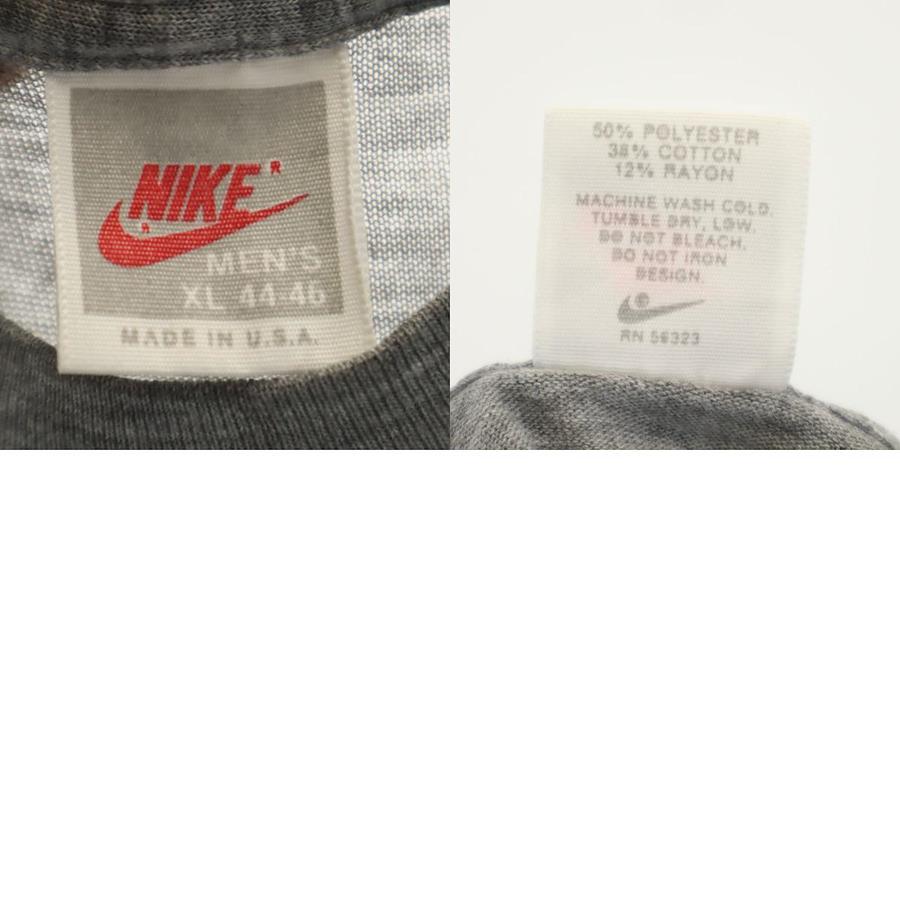 NIKE®
®
MEN'S
XL 44-46
MADE IN U.S.A.
50% POLYESTER
38% COTTON
12% RAYON
MACHINE WASH COLD.
TUMBLE DRY, LOW.
DO NOT BLEACH.
DO NOT IRON
DESIGN.
RN 56323